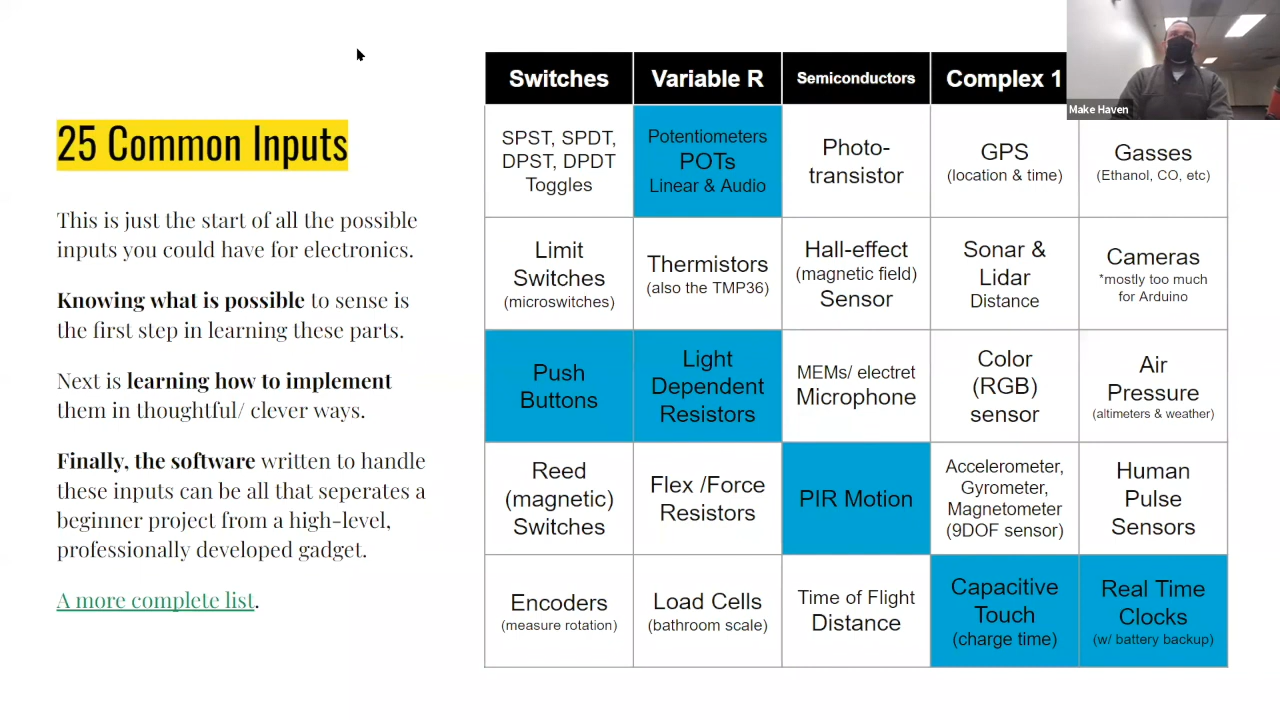 25 Common Inputs
This is just the start of all the possible
inputs you could have for electronics.
Knowing what is possible to sense is
the first step in learning these parts.
Next is learning how to implement
them in thoughtful/ clever ways.
Finally, the software written to handle
these inputs can be all that seperates a
beginner project from a high-level,
professionally developed gadget.
A more complete list.
Switches
Variable R
Semiconductors
Complex 1
Make Haven
SPST, SPDT,
DPST, DPDT
Toggles
Potentiometers
POTs
Linear & Audio
Photo-
transistor
GPS
(location & time)
Gasses
(Ethanol, CO, etc)
Limit
Switches
(microswitches)
Thermistors
(also the TMP36)
Hall-effect
(magnetic field)
Sensor
Sonar &
Lidar
Distance
Cameras
*mostly too much
for Arduino
Push
Buttons
Light
Dependent
Resistors
MEMs/ electret
Microphone
Color
(RGB)
sensor
Air
Pressure
(altimeters & weather)
Reed
(magnetic)
Switches
Flex /Force
Resistors
PIR Motion
Accelerometer,
Gyrometer,
Magnetometer
(9DOF sensor)
Human
Pulse
Sensors
Encoders
(measure rotation)
Load Cells
(bathroom scale)
Time of Flight
Distance
Capacitive
Touch
(charge time)
Real Time
Clocks
(w/ battery backup)